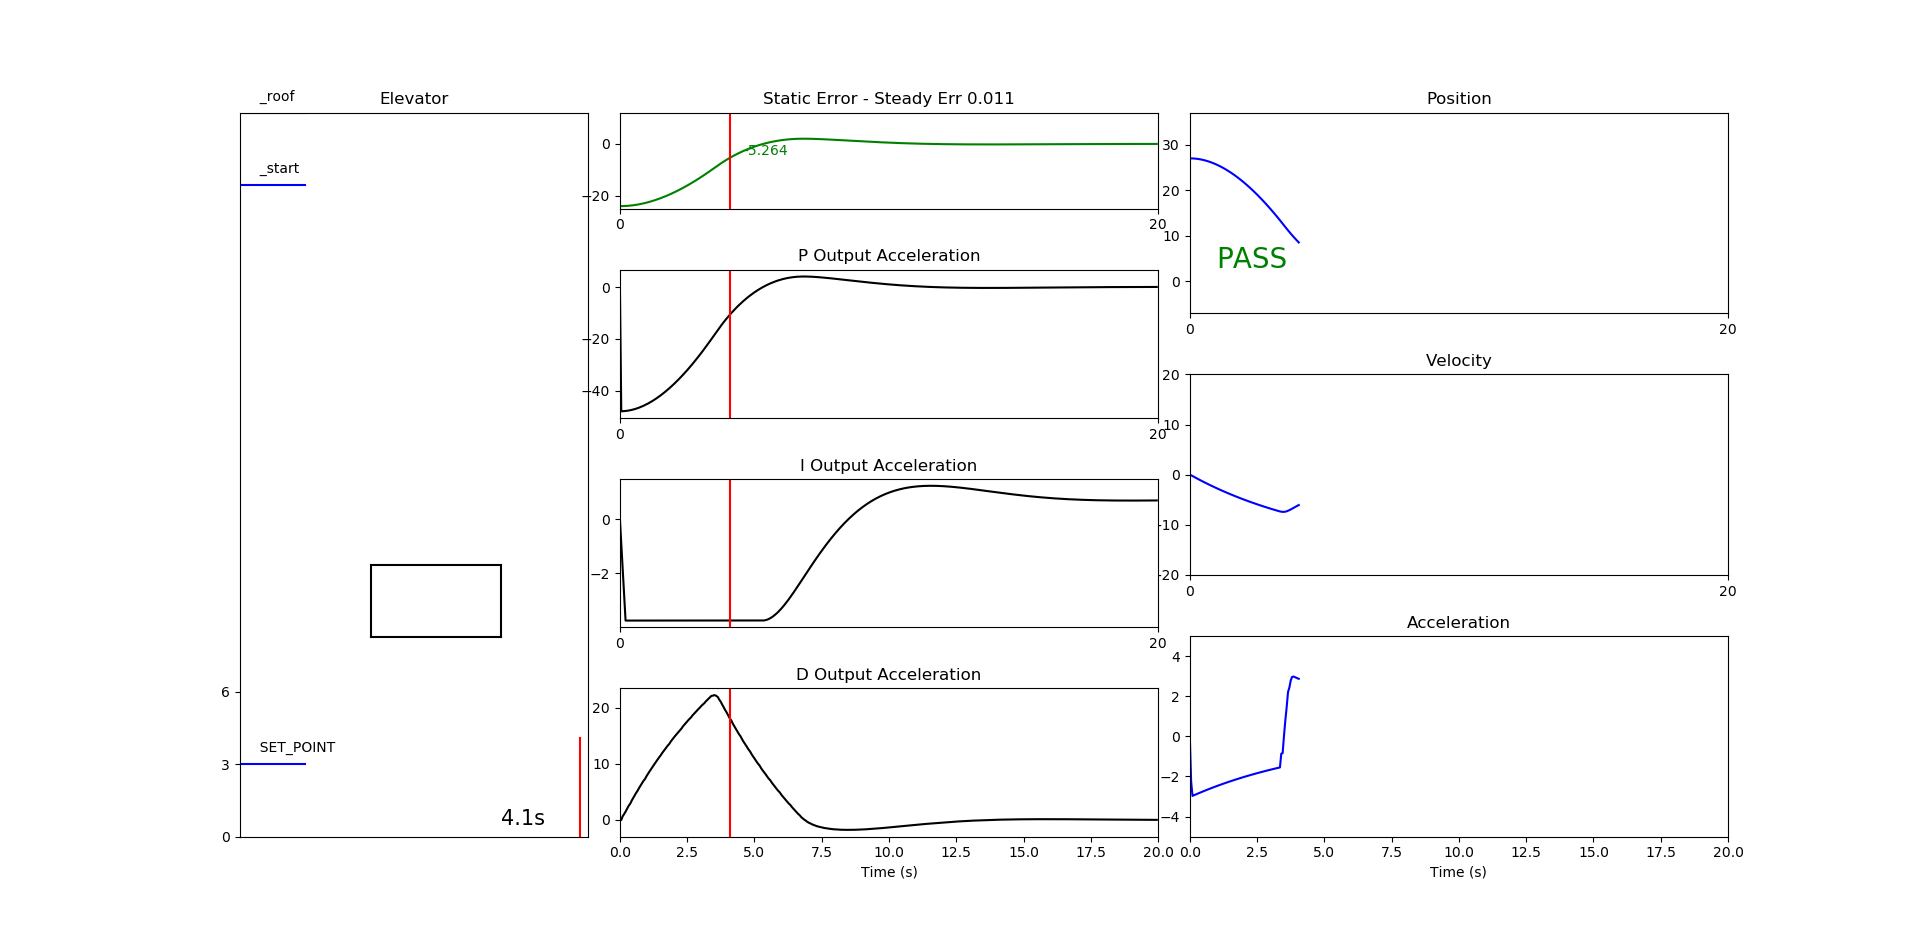 _roof
Elevator
_start
6
SET_POINT
3
4.1s
0
Static Error - Steady Err 0.011
0
−20
-5.264
0
20
P Output Acceleration
0
−20
−40
0
20
I Output Acceleration
0
−2
0
20
D Output Acceleration
20
10
0
0.0 2.5 5.0 7.5 10.0 12.5 15.0 17.5 20.0
Time (s)
Position
30
20
10
0
PASS
0
20
Velocity
20
10
0
−10
−20
0
20
Acceleration
4
2
0
−2
−4
0.0 2.5 5.0 7.5 10.0 12.5 15.0 17.5 20.0
Time (s)